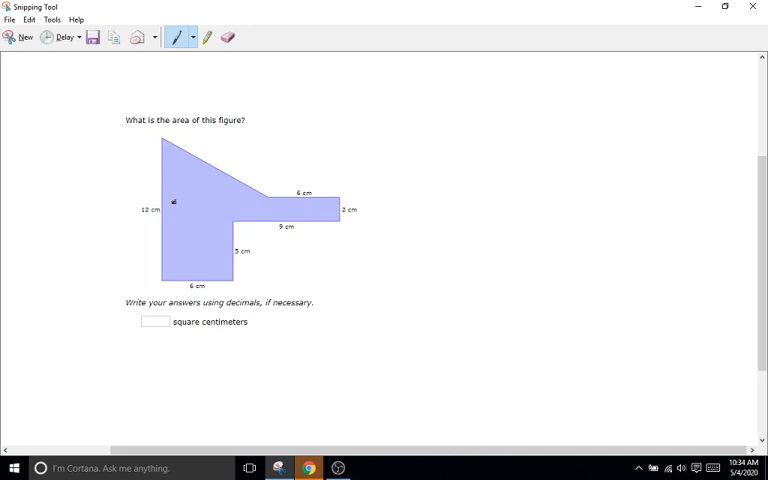 Snipping Tool
File Edit Tools Help
New Delay
What is the area of this figure?
6 cm
12 cm
2 cm
9 cm
5 cm
6 cm
Write your answers using decimals, if necessary.
square centimeters
I'm Cortana. Ask me anything.
10:34 AM
5/4/2020